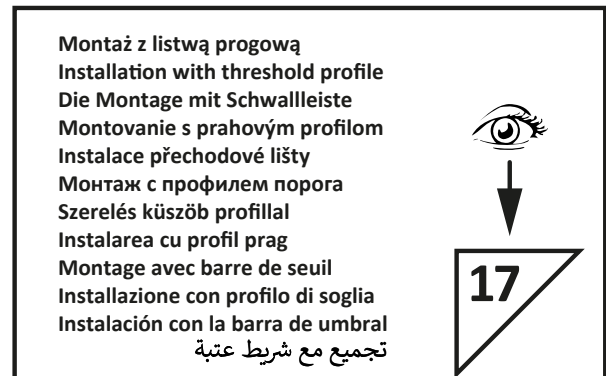 Montaż z listwą progową
Installation with threshold profile
Die Montage mit Schwallleiste
Montovanie s prahovým profilom
Instalace přechodové lišty
Монтаж с профилем порога
Szerelés küszöb profillal
Instalarea cu profil prag
Montage avec barre de seuil
Installazione con profilo di soglia
Instalación con la barra de umbral
تجميع مع شريط عتبة
17